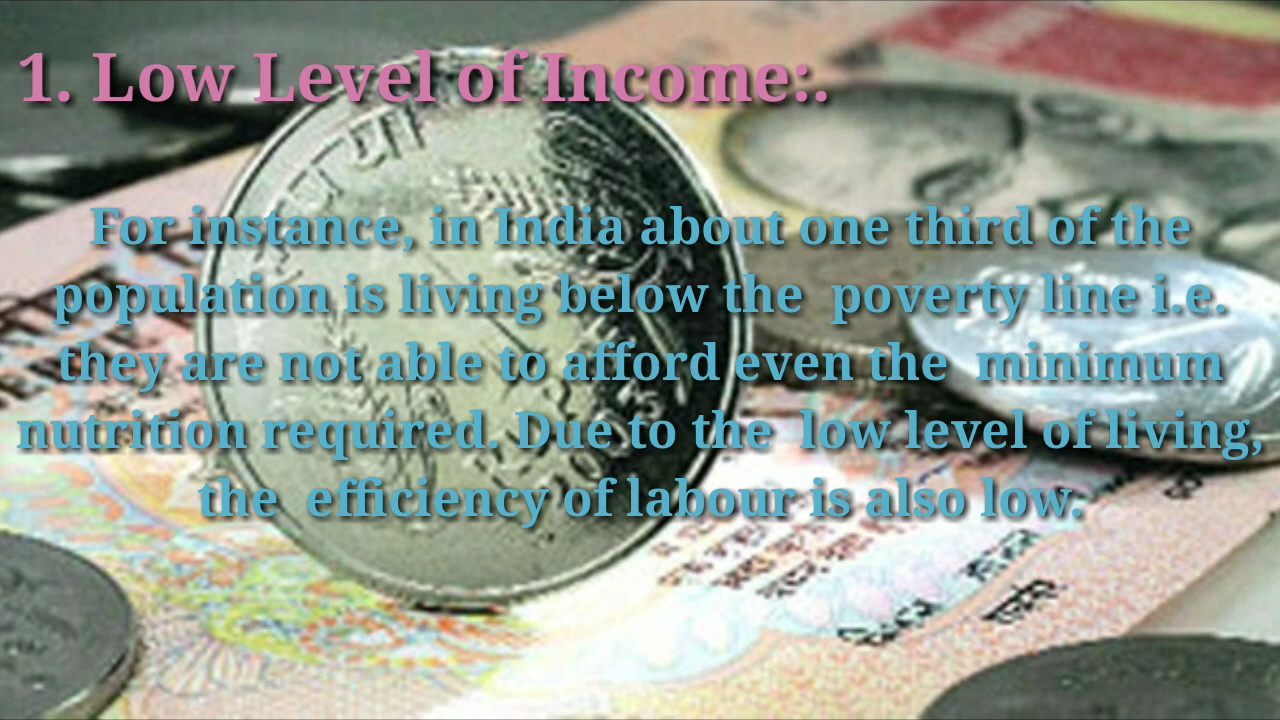 1. Low Level of Income:.
For instance, in India about one third of the
population is living below the poverty line i.e.
they are not able to afford even the minimum
nutrition required. Due to the low level of living,
the efficiency of labour is also low.
रुपया